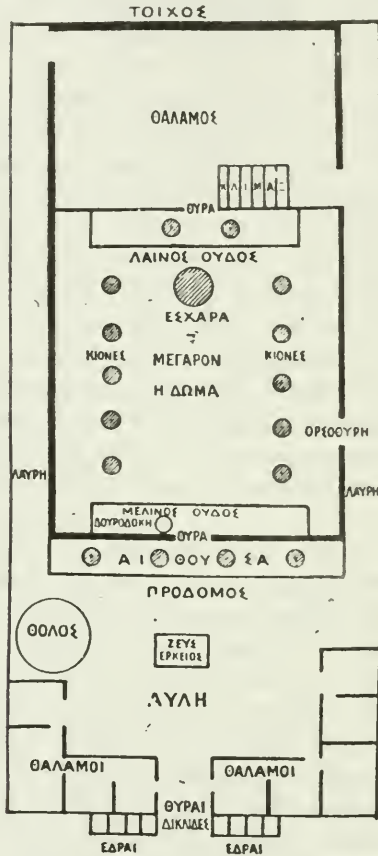 ΤΟΙΧΟΣ
ΘΑΛΑΜΟΣ
ΚΛΙΜΑΞ
ΘΥΡΑ
ΛΑΙΝΟΣ ΟΥΔΟΣ
ΕΣΧΑΡΑ
ΚΙΟΝΕΣ
ΜΕΓΑΡΟΝ
ΚΙΟΝΕΣ
Η ΔΩΜΑ
ΟΡΣΟΘΥΡΗ
ΛΑΥΡΗ
ΛΑΥΡΗ
ΜΕΛΙΝΟΣ ΟΥΔΟΣ
ΔΟΥΡΟΔΟΚΗ
ΘΥΡΑ
ΑΙΘΟΥΣΑ
ΠΡΟΔΟΜΟΣ
ΘΟΛΟΣ
ΖΕΥΣ
ΕΡΚΕΙΟΣ
ΑΥΛΗ
ΘΑΛΑΜΟΙ
ΘΑΛΑΜΟΙ
ΘΥΡΑΙ
ΔΙΚΛΙΔΕΣ
ΕΔΡΑΙ
ΕΔΡΑΙ